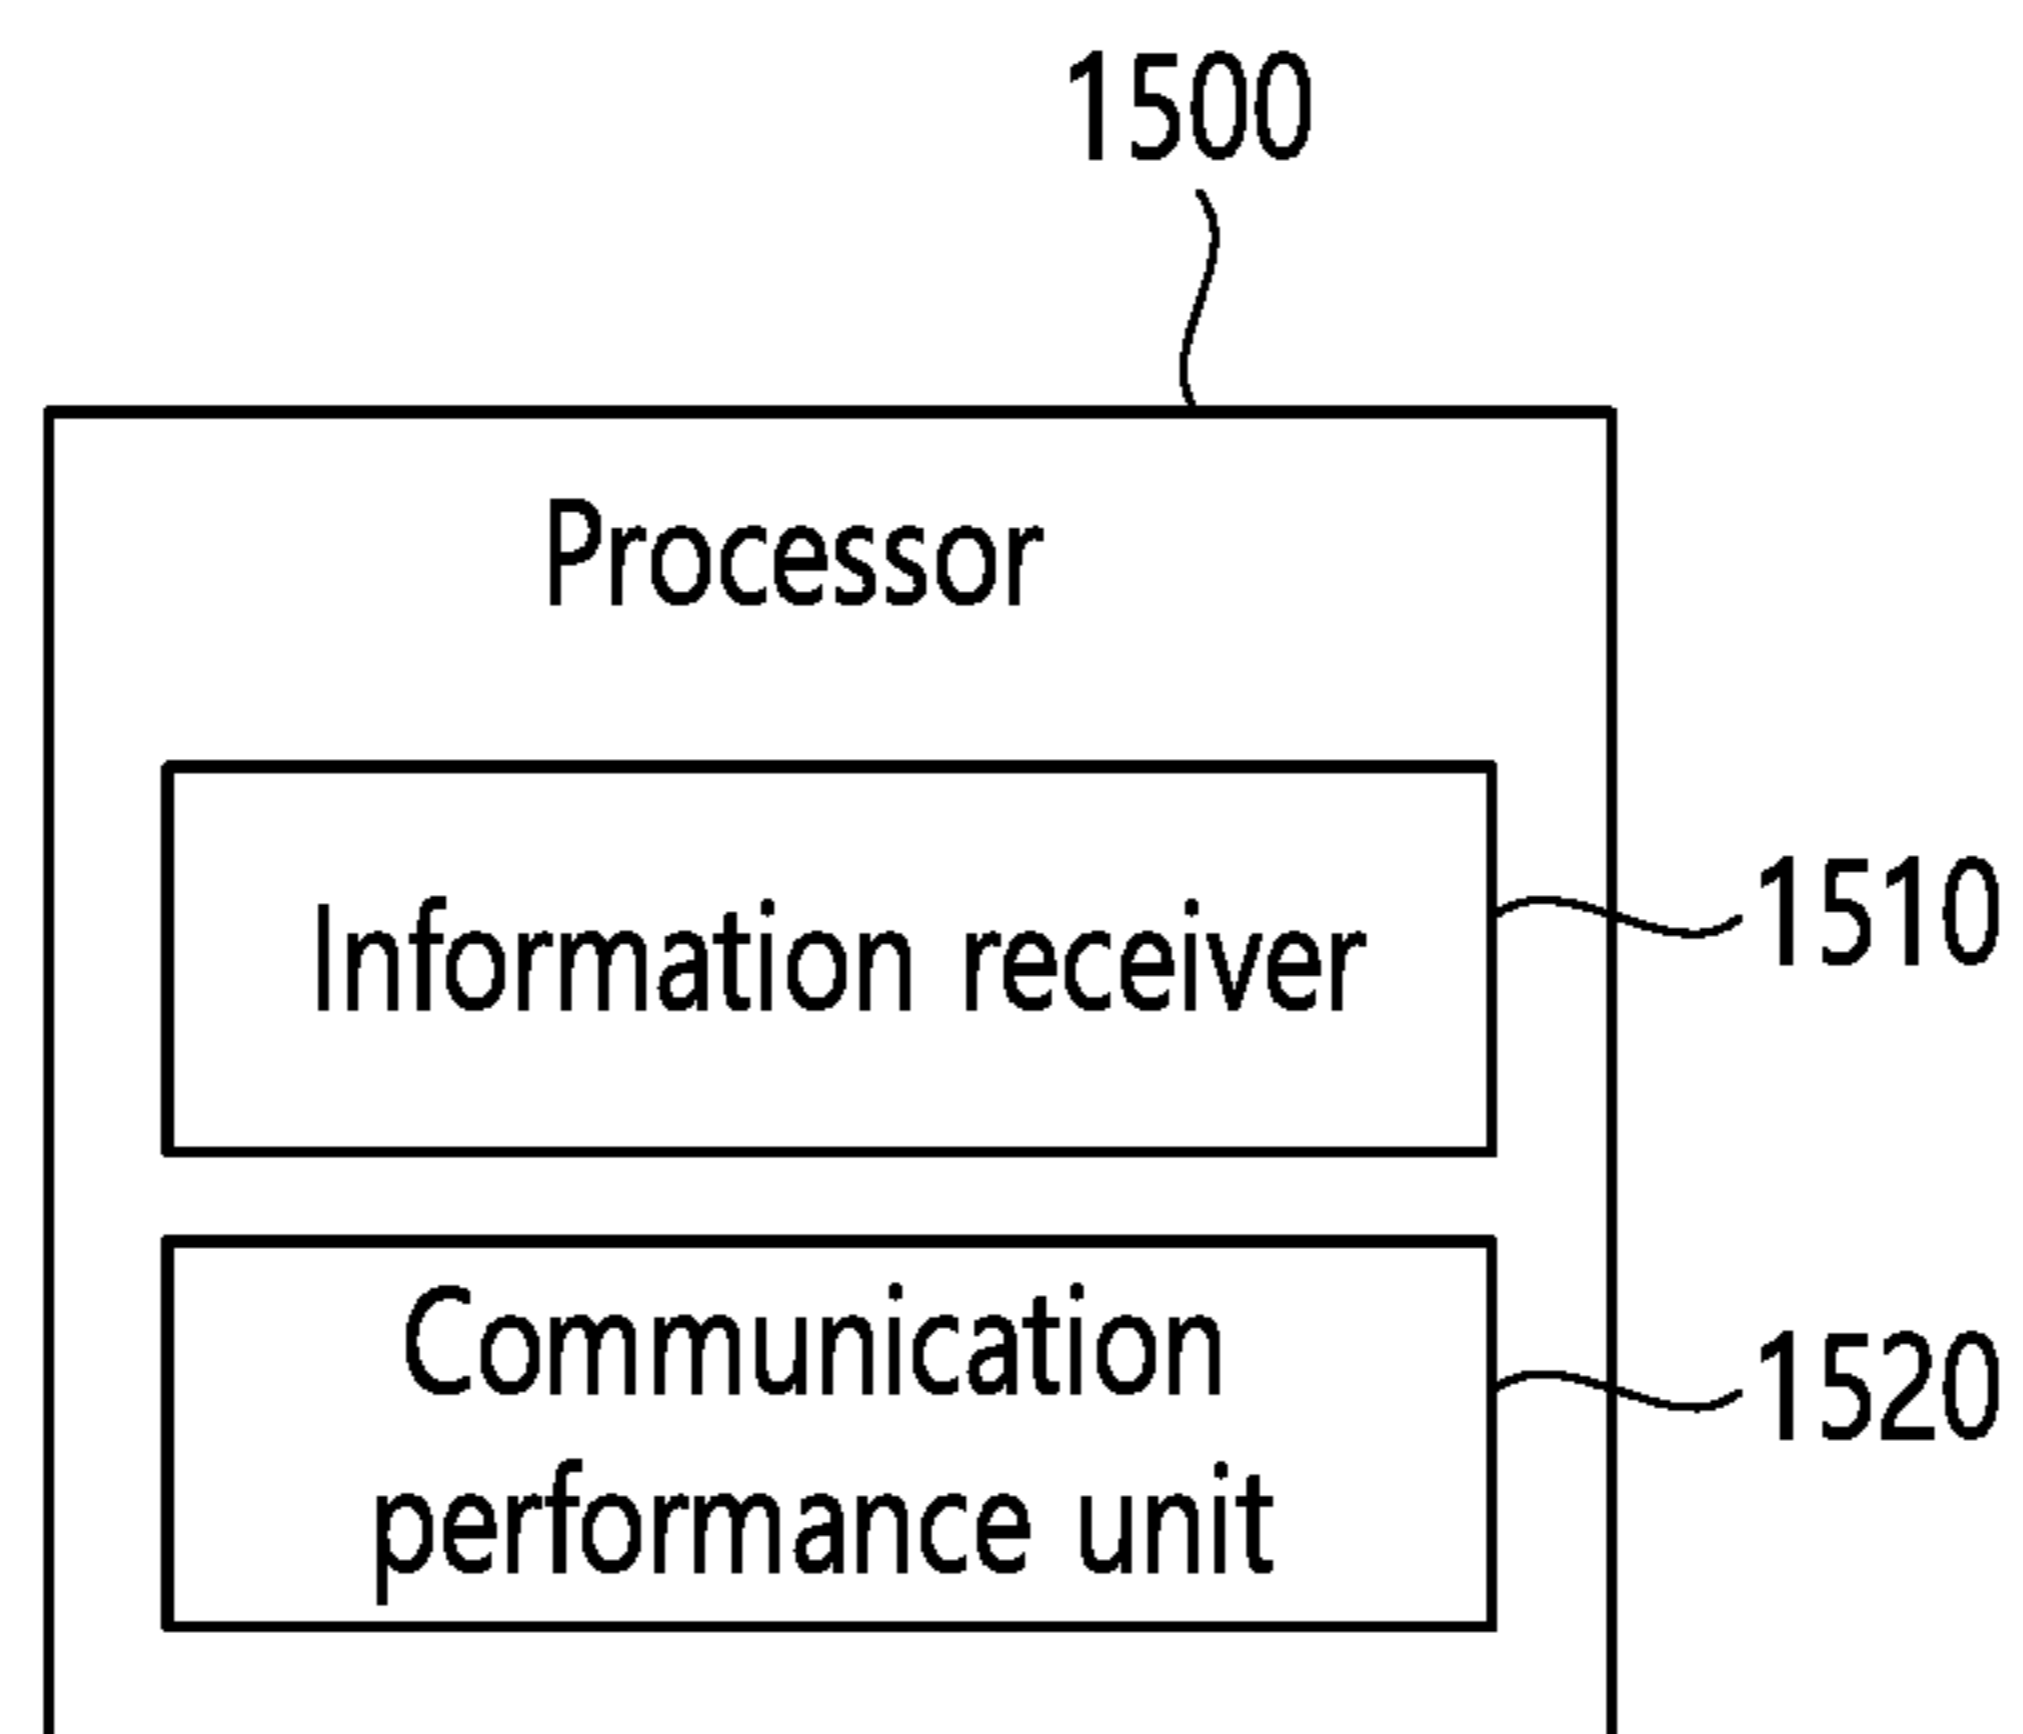 1500
Processor
Information receiver
1510
Communication
performance unit
1520